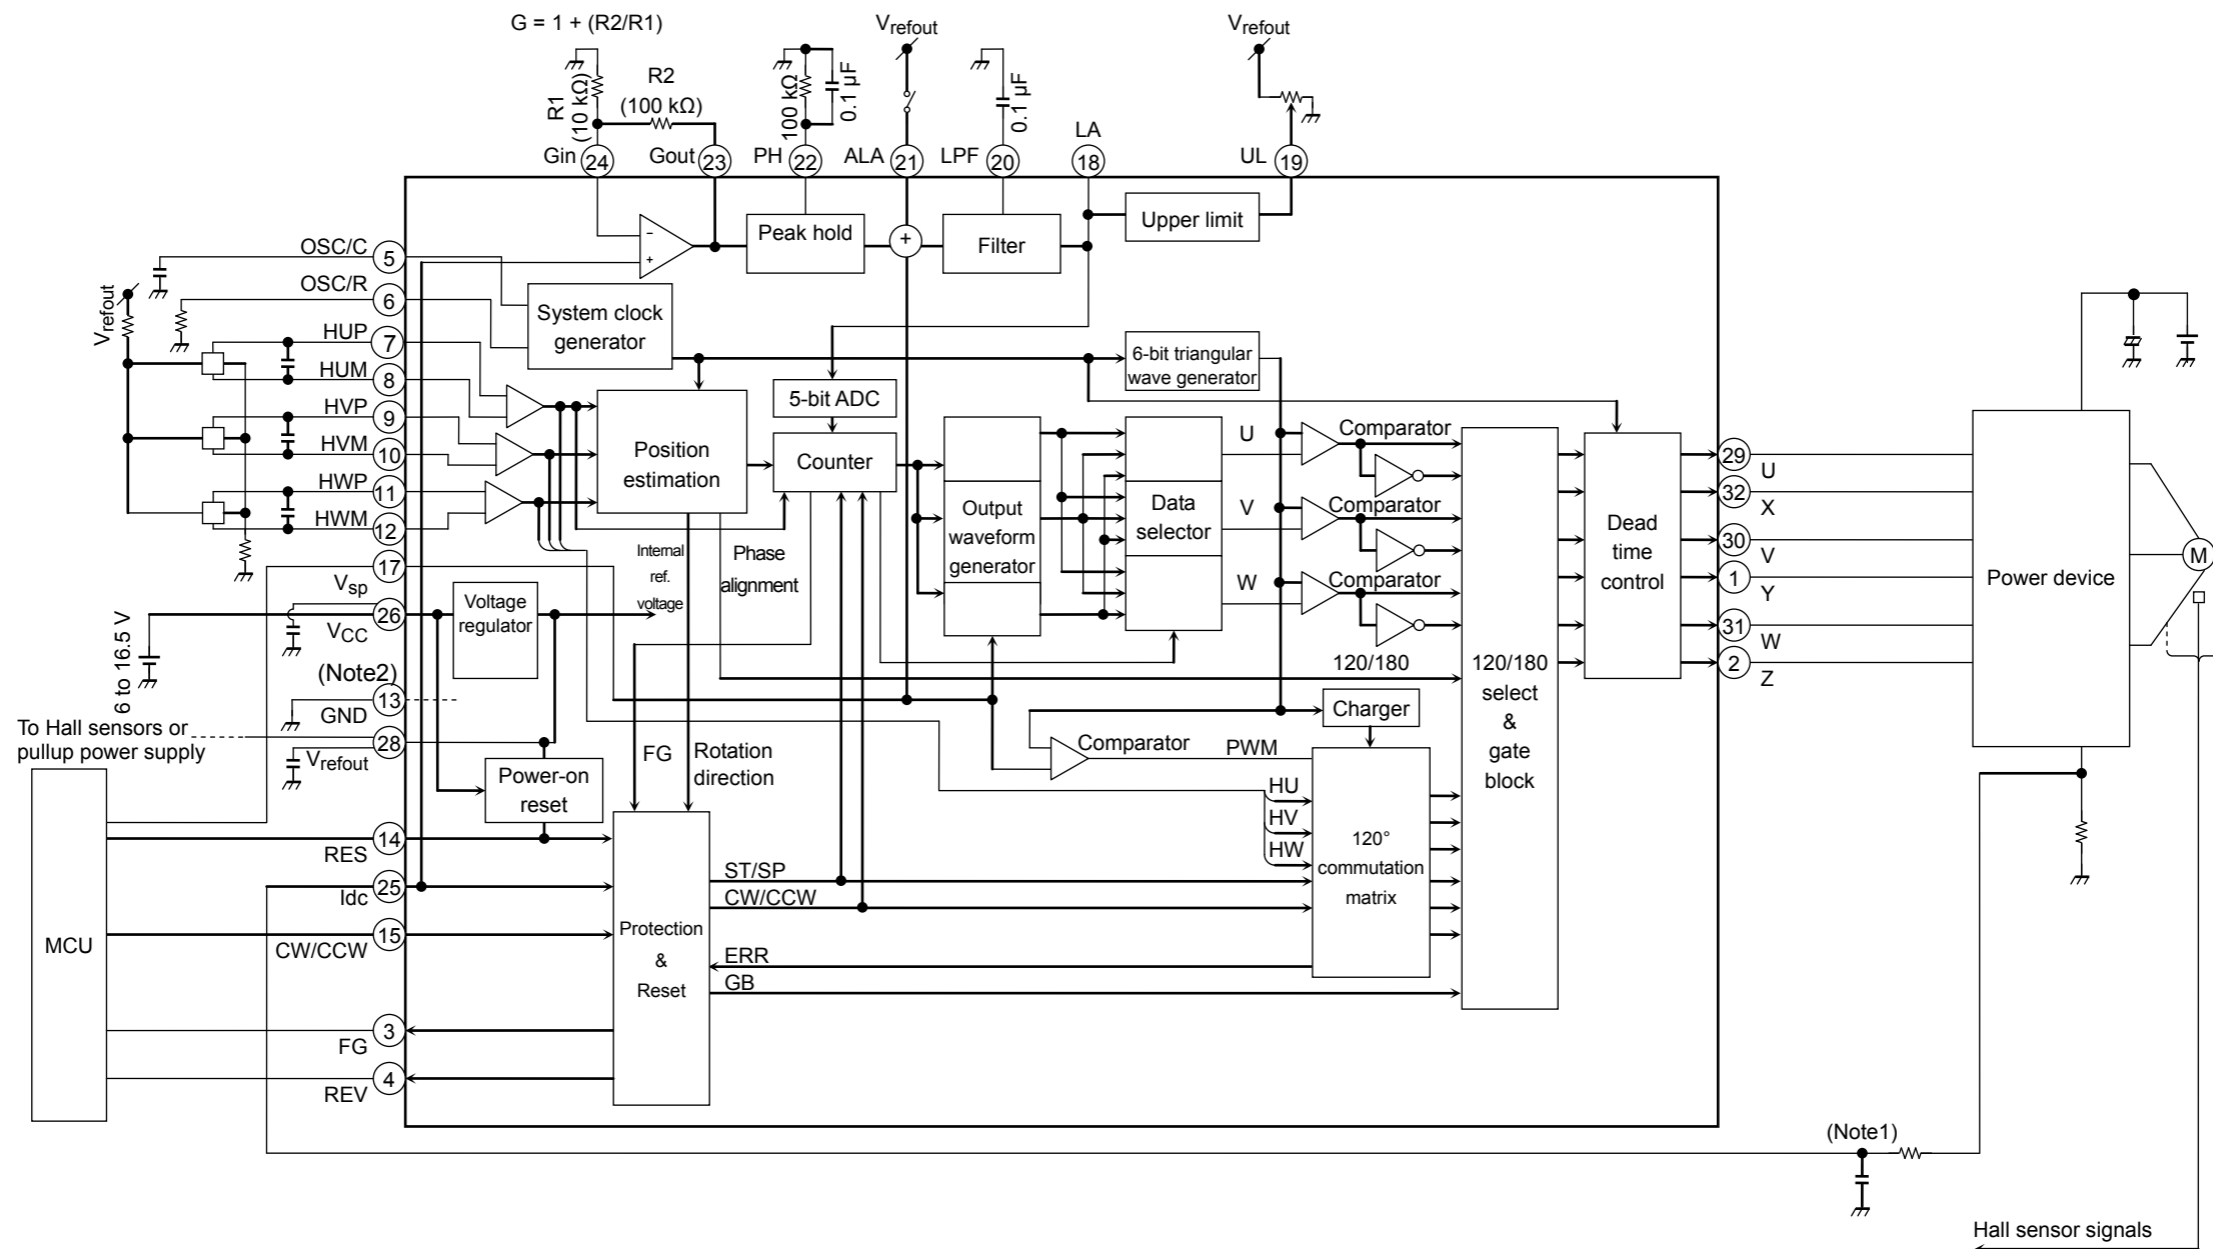 G = 1 + (R2/R1)
Vrefout
Vrefout
R1
(10 kΩ)
R2
(100 kΩ)
100 kΩ
0.1 μF
0.1 μF
Gin
24
Gout
23
PH
22
ALA
21
LPF
20
LA
18
UL
19
−
+
Peak hold
+
Filter
Upper limit
OSC/C
5
OSC/R
6
Vrefout
HUP
7
HUM
8
HVP
9
HVM
10
HWP
11
HWM
12
17
Vsp
26
VCC
6 to 16.5 V
(Note2)
13
GND
To Hall sensors or
pullup power supply
28
Vrefout
14
RES
25
Idc
15
CW/CCW
3
FG
4
REV
MCU
System clock
generator
6-bit triangular
wave generator
5-bit ADC
Position
estimation
Counter
Output
waveform
generator
Data
selector
U
V
W
Comparator
Comparator
Comparator
Internal
ref.
voltage
Phase
alignment
Voltage
regulator
Power-on
reset
FG
Rotation
direction
120/180
120/180
select
&
gate
block
Dead
time
control
Charger
Comparator
PWM
HU
HV
HW
120°
commutation
matrix
Protection
&
Reset
ST/SP
CW/CCW
ERR
GB
29
U
32
X
30
V
1
Y
31
W
2
Z
Power device
M
(Note1)
Hall sensor signals